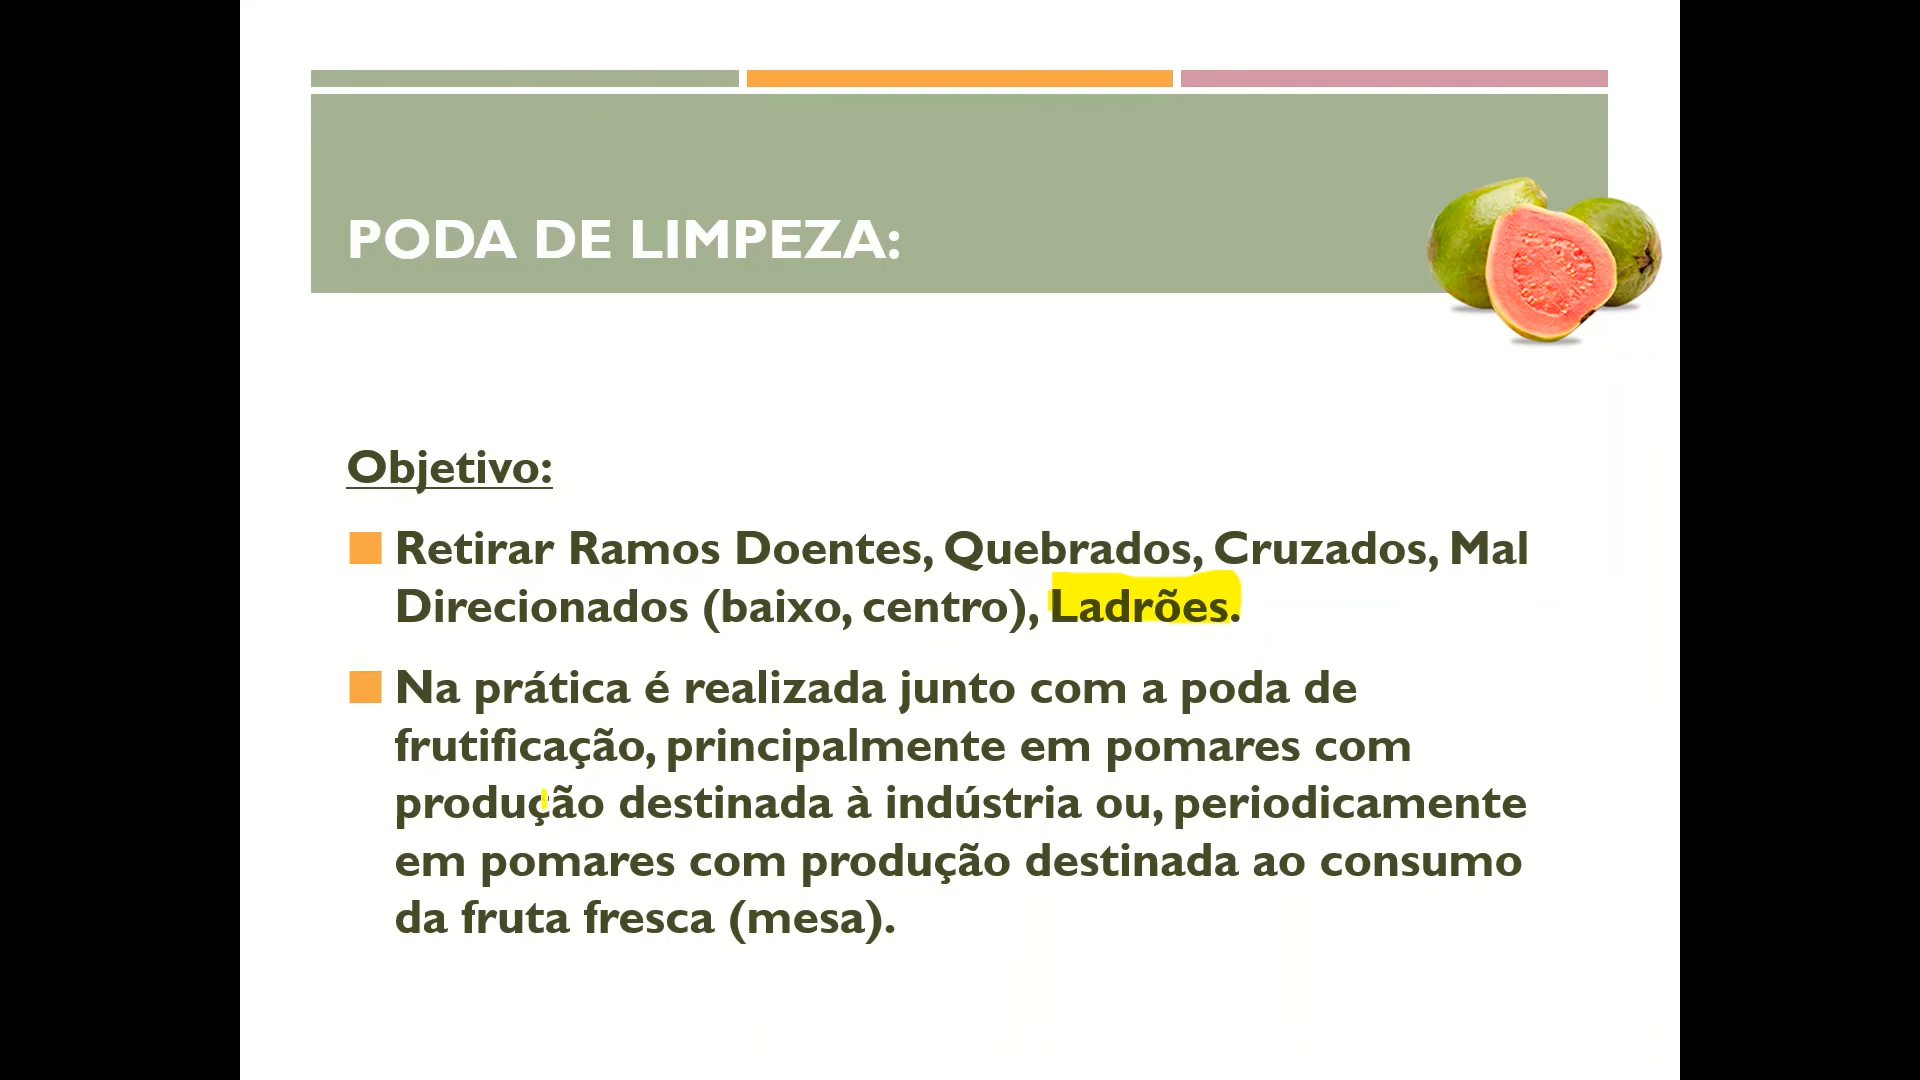 PODA DE LIMPEZA:
Objetivo:
Retirar Ramos Doentes, Quebrados, Cruzados, Mal
Direcionados (baixo, centro), Ladrões.
Na prática é realizada junto com a poda de
frutificação, principalmente em pomares com
produção destinada à indústria ou, periodicamente
em pomares com produção destinada ao consumo
da fruta fresca (mesa).